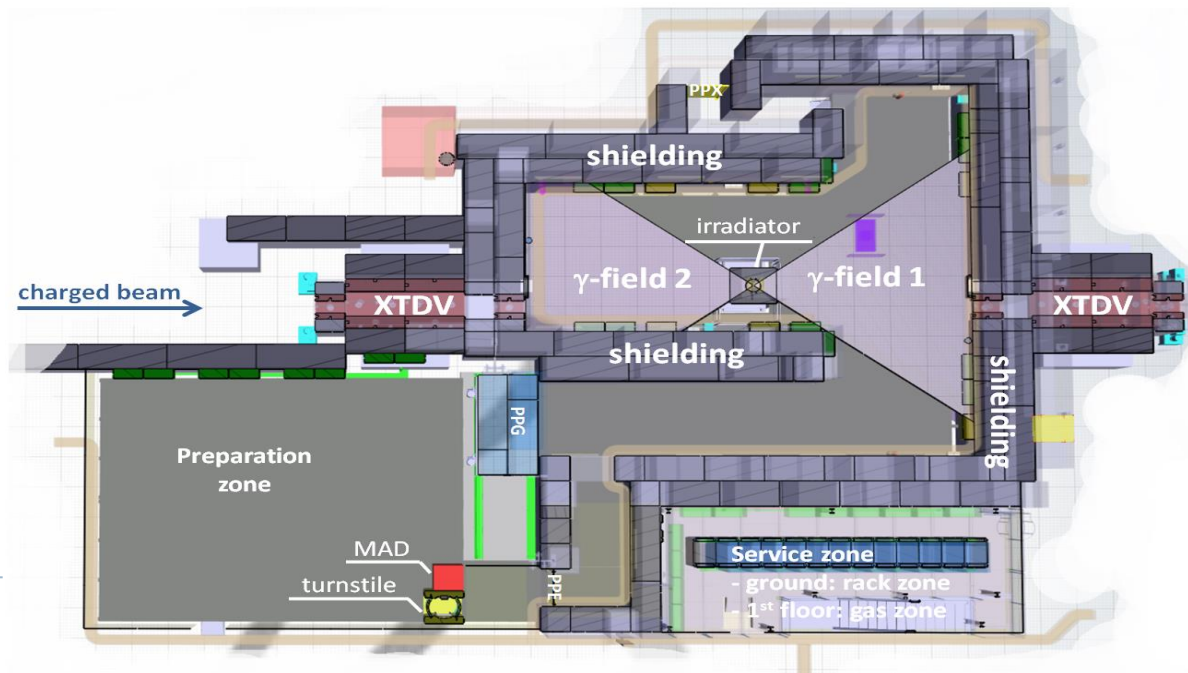 PPX
shielding
irradiator
γ-field 2
γ-field 1
charged beam
XTDV
XTDV
shielding
shielding
PPG
Preparation
zone
MAD
turnstile
PPE
Service zone
- ground: rack zone
- 1st floor: gas zone